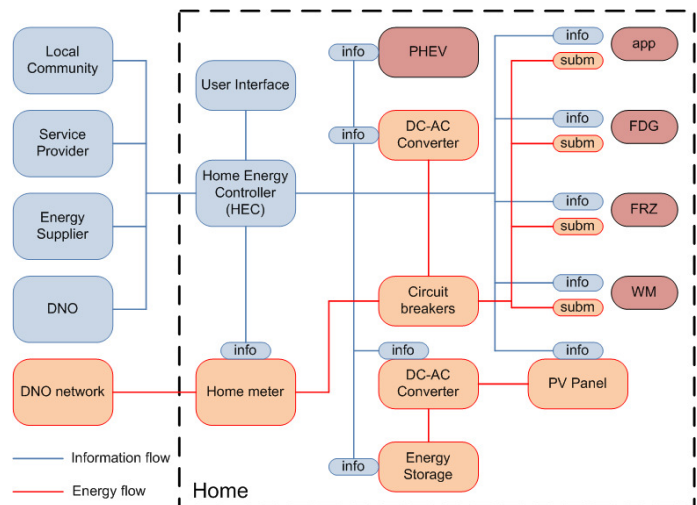 Local
Community
Service
Provider
Energy
Supplier
DNO
DNO network
Information flow
Energy flow
User Interface
Home Energy
Controller
(HEC)
info
Home meter
Home
info
PHEV
info
DC-AC
Converter
Circuit
breakers
info
DC-AC
Converter
info
Energy
Storage
info
subm
app
info
subm
FDG
info
subm
FRZ
info
subm
WM
info
PV Panel